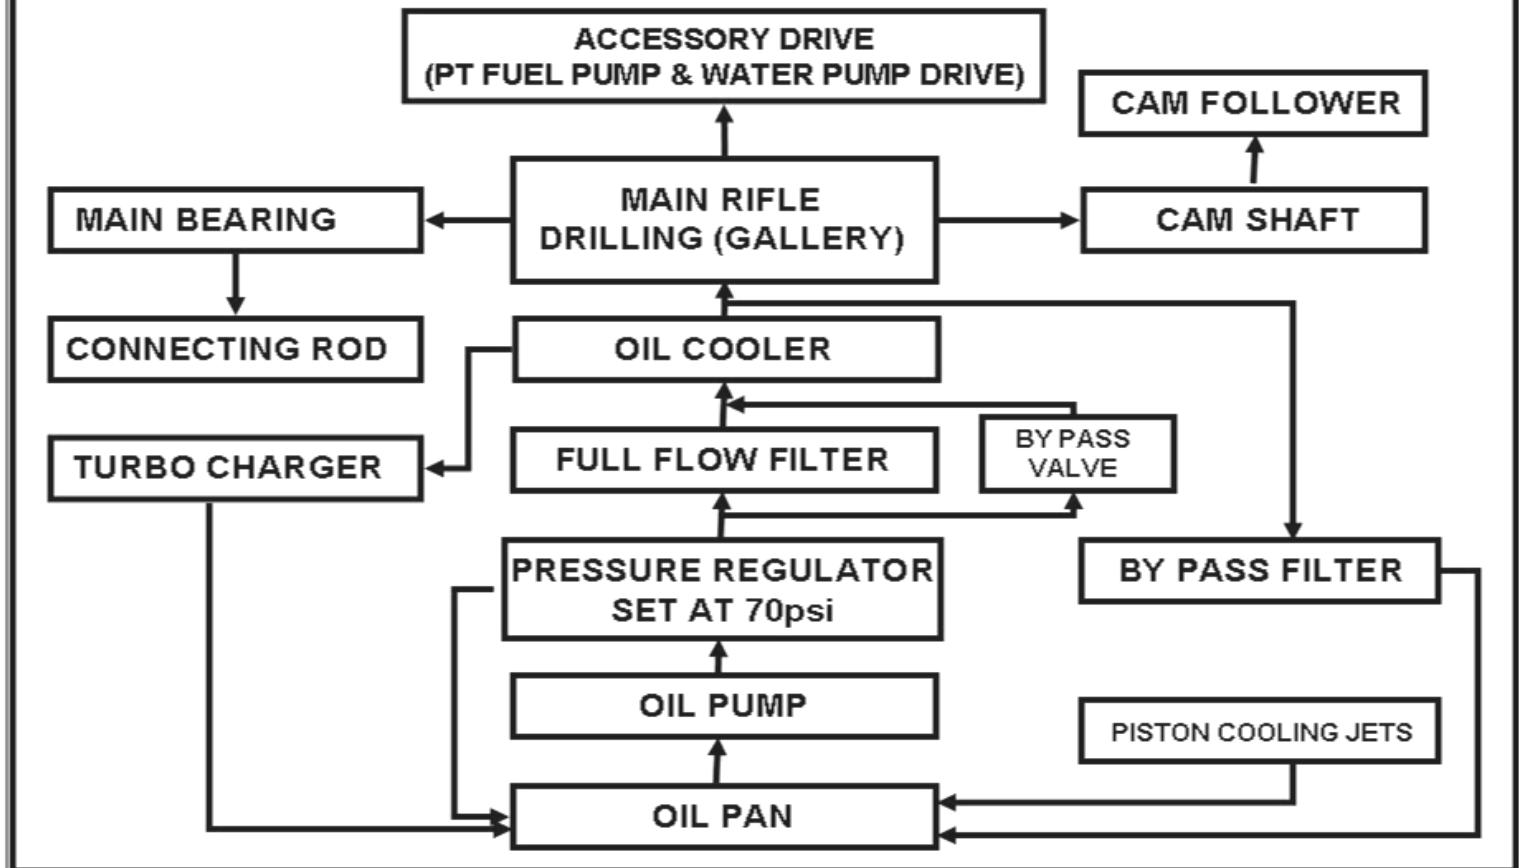 ACCESSORY DRIVE
(PT FUEL PUMP & WATER PUMP DRIVE)
CAM FOLLOWER
MAIN RIFLE
DRILLING (GALLERY)
MAIN BEARING
CAM SHAFT
CONNECTING ROD
OIL COOLER
BY PASS
VALVE
TURBO CHARGER
FULL FLOW FILTER
PRESSURE REGULATOR
SET AT 70psi
BY PASS FILTER
OIL PUMP
PISTON COOLING JETS
OIL PAN